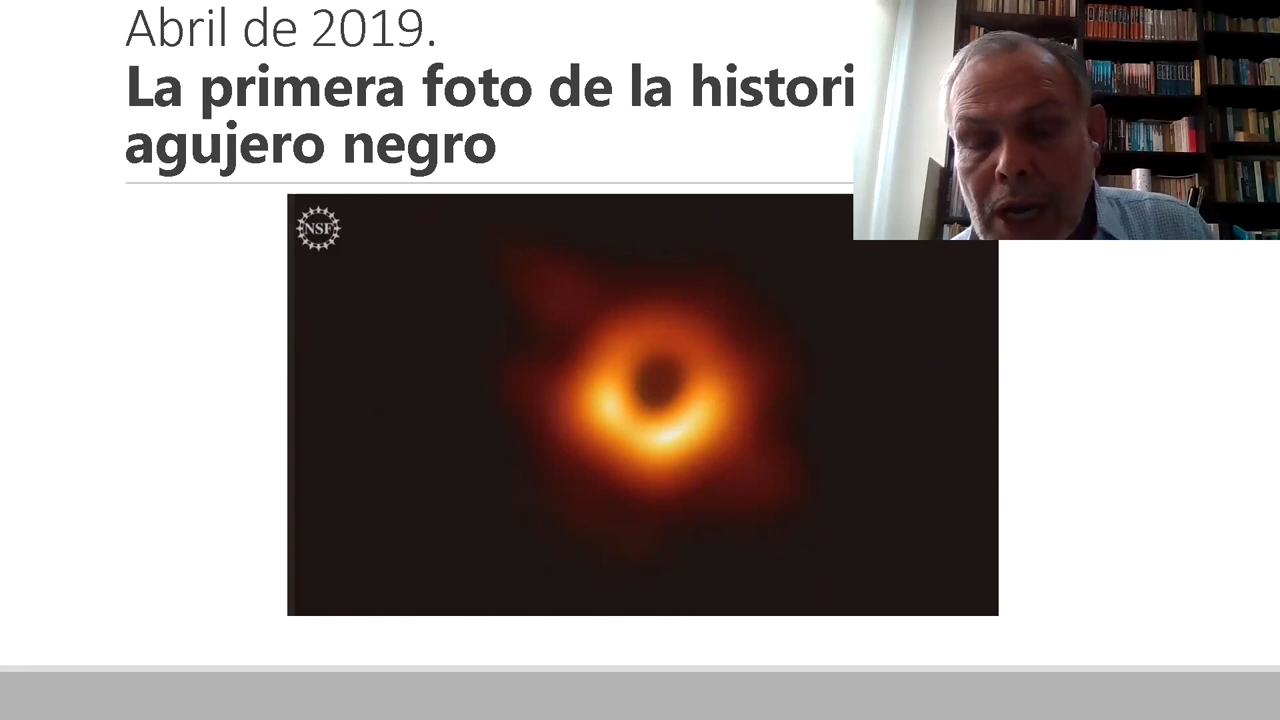 Abril de 2019.
La primera foto de la histori
agujero negro
NSF